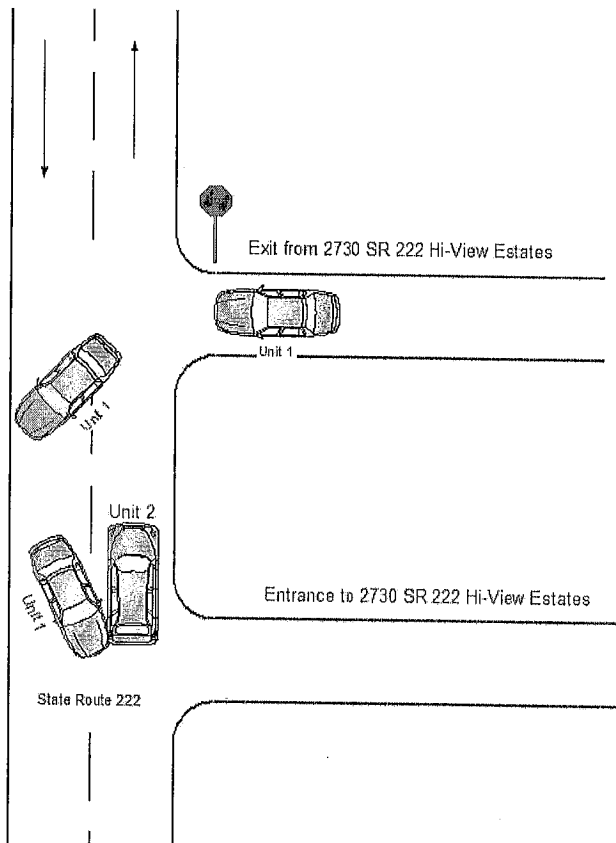 Exit from 2730 SR 222 Hi-View Estates
Unit 1
Unit 1
Unit 2
Unit 1
Entrance to 2730 SR 222 Hi-View Estates
State Route 222